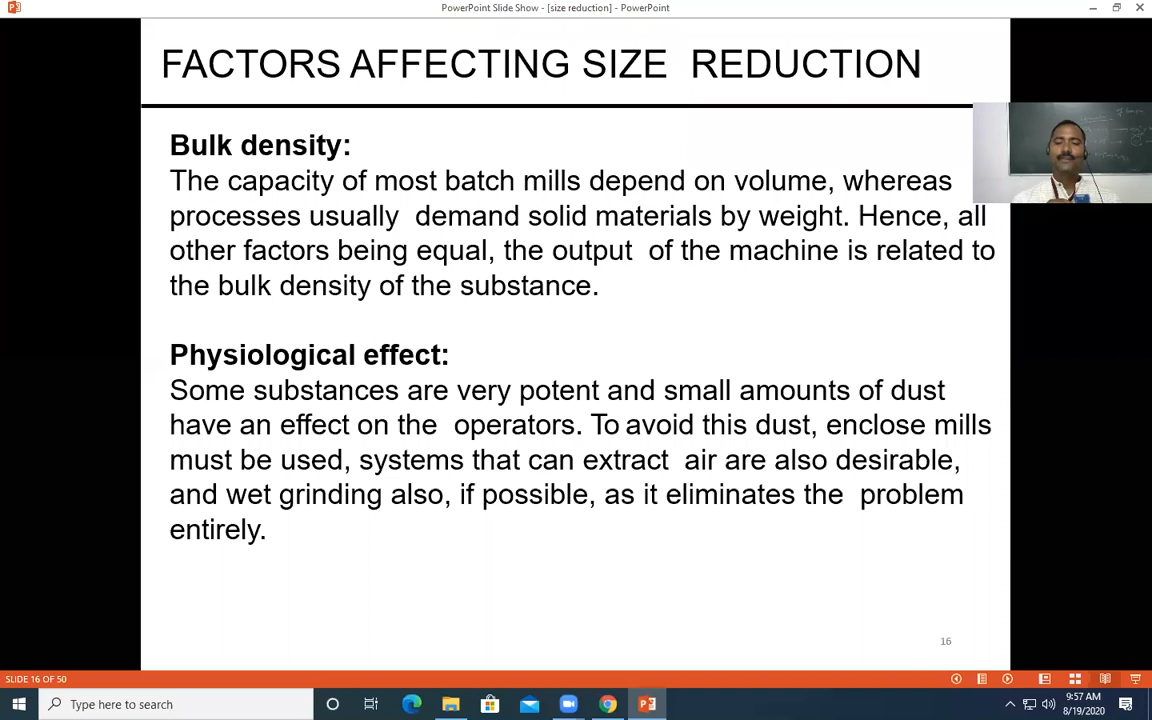 PowerPoint Slide Show - [size reduction] - PowerPoint
FACTORS AFFECTING SIZE REDUCTION
Bulk density:
The capacity of most batch mills depend on volume, whereas
processes usually demand solid materials by weight. Hence, all
other factors being equal, the output of the machine is related to
the bulk density of the substance.
Physiological effect:
Some substances are very potent and small amounts of dust
have an effect on the operators. To avoid this dust, enclose mills
must be used, systems that can extract air are also desirable,
and wet grinding also, if possible, as it eliminates the problem
entirely.
16
SLIDE 16 OF 50
Type here to search
9:57 AM
8/19/2020